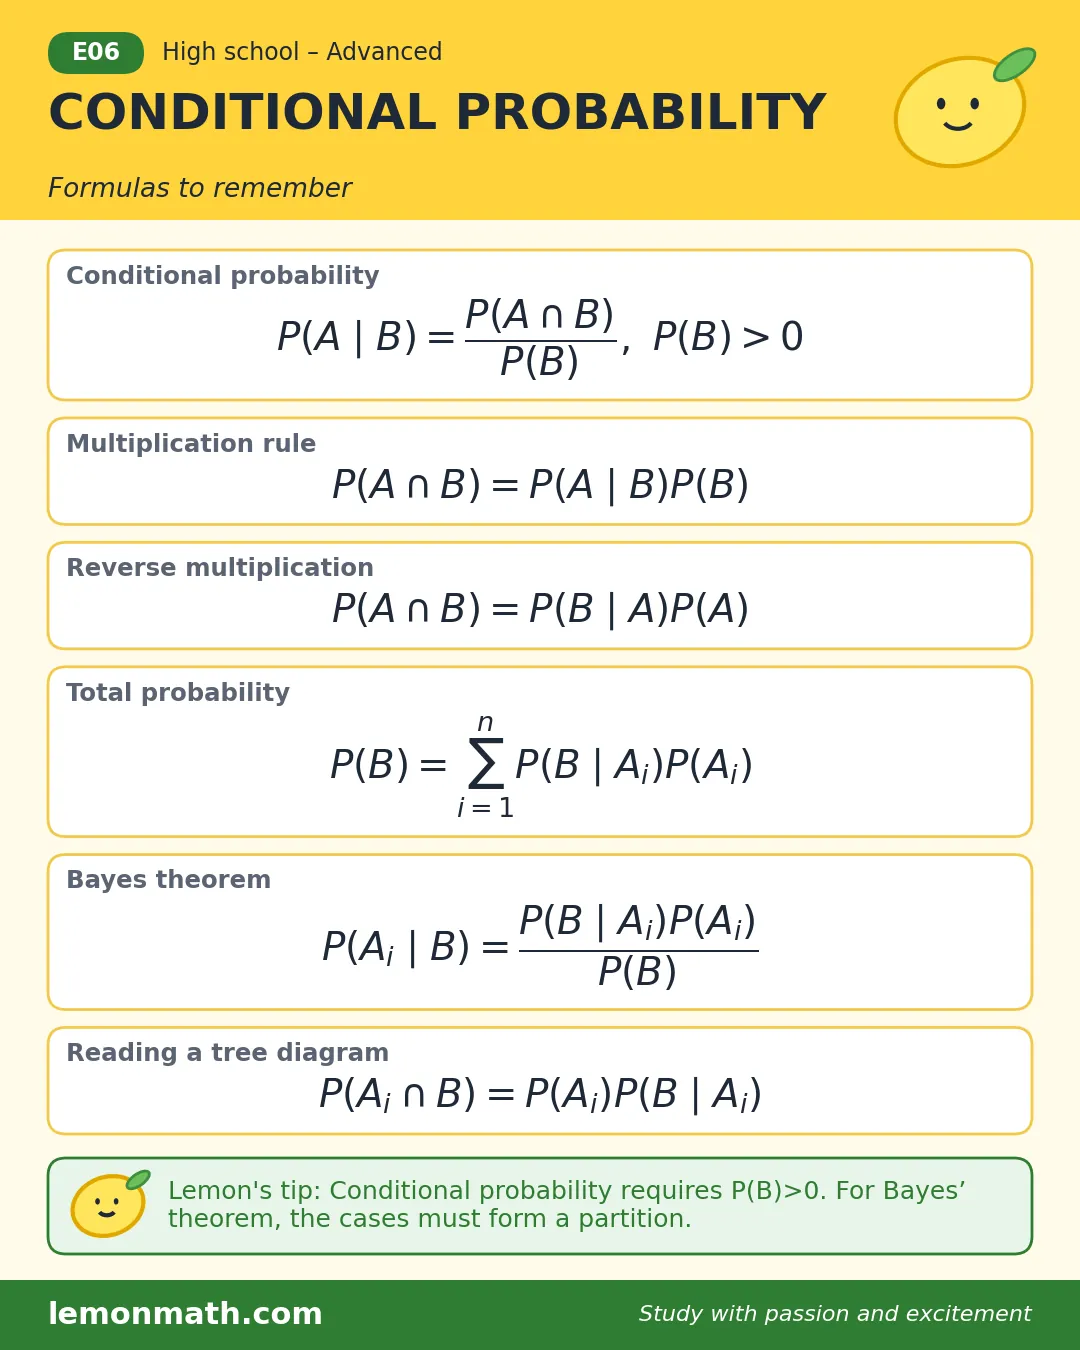 E06 High school – Advanced
CONDITIONAL PROBABILITY
Formulas to remember
Conditional probability
P(A | B) = P(A ∩ B) / P(B), P(B) > 0
Multiplication rule
P(A ∩ B) = P(A | B)P(B)
Reverse multiplication
P(A ∩ B) = P(B | A)P(A)
Total probability
P(B) = ∑_{i=1}^{n} P(B | A_i)P(A_i)
Bayes theorem
P(A_i | B) = P(B | A_i)P(A_i) / P(B)
Reading a tree diagram
P(A_i ∩ B) = P(A_i)P(B | A_i)
Lemon's tip: Conditional probability requires P(B)>0. For Bayes’
theorem, the cases must form a partition.
lemonmath.com
Study with passion and excitement